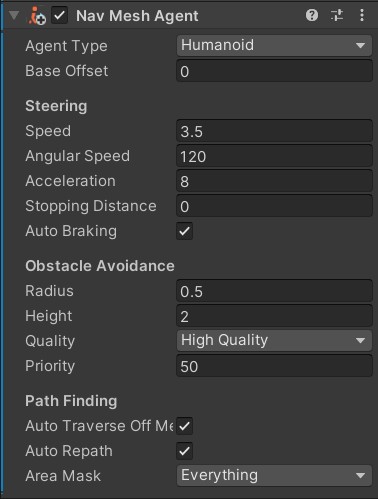 Nav Mesh Agent
Agent Type Humanoid
Base Offset 0
Steering
Speed 3.5
Angular Speed 120
Acceleration 8
Stopping Distance 0
Auto Braking
Obstacle Avoidance
Radius 0.5
Height 2
Quality High Quality
Priority 50
Path Finding
Auto Traverse Off Me
Auto Repath
Area Mask Everything